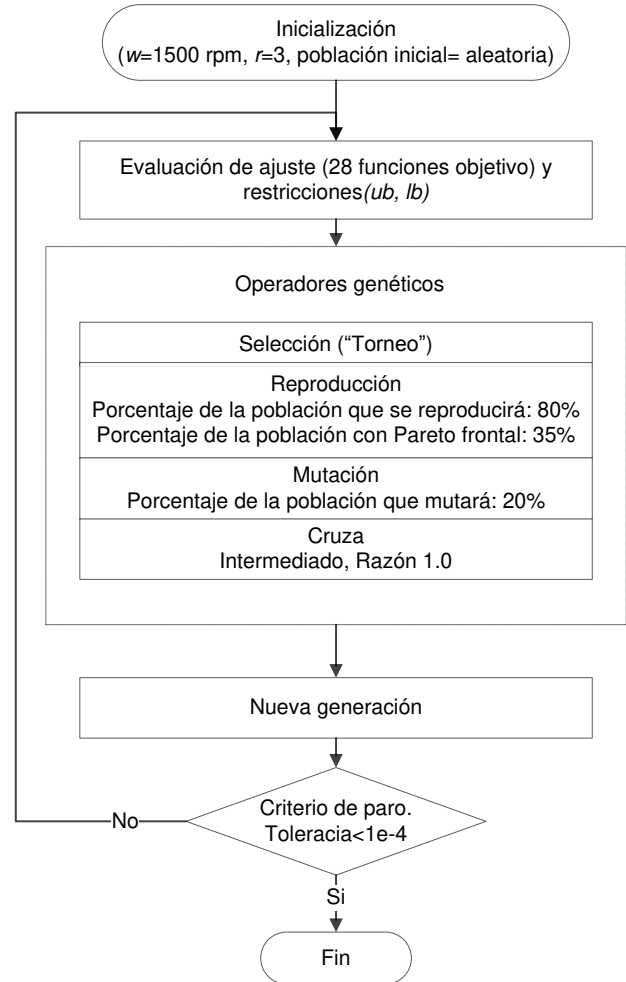 Inicialización
(w=1500 rpm, r=3, población inicial= aleatoria)
Evaluación de ajuste (28 funciones objetivo) y
restricciones(ub, lb)
Operadores genéticos
Selección (“Torneo”)
Reproducción
Porcentaje de la población que se reproducirá: 80%
Porcentaje de la población con Pareto frontal: 35%
Mutación
Porcentaje de la población que mutará: 20%
Cruza
Intermediado, Razón 1.0
Nueva generación
Criterio de paro.
Toleracia<1e-4
No
Si
Fin